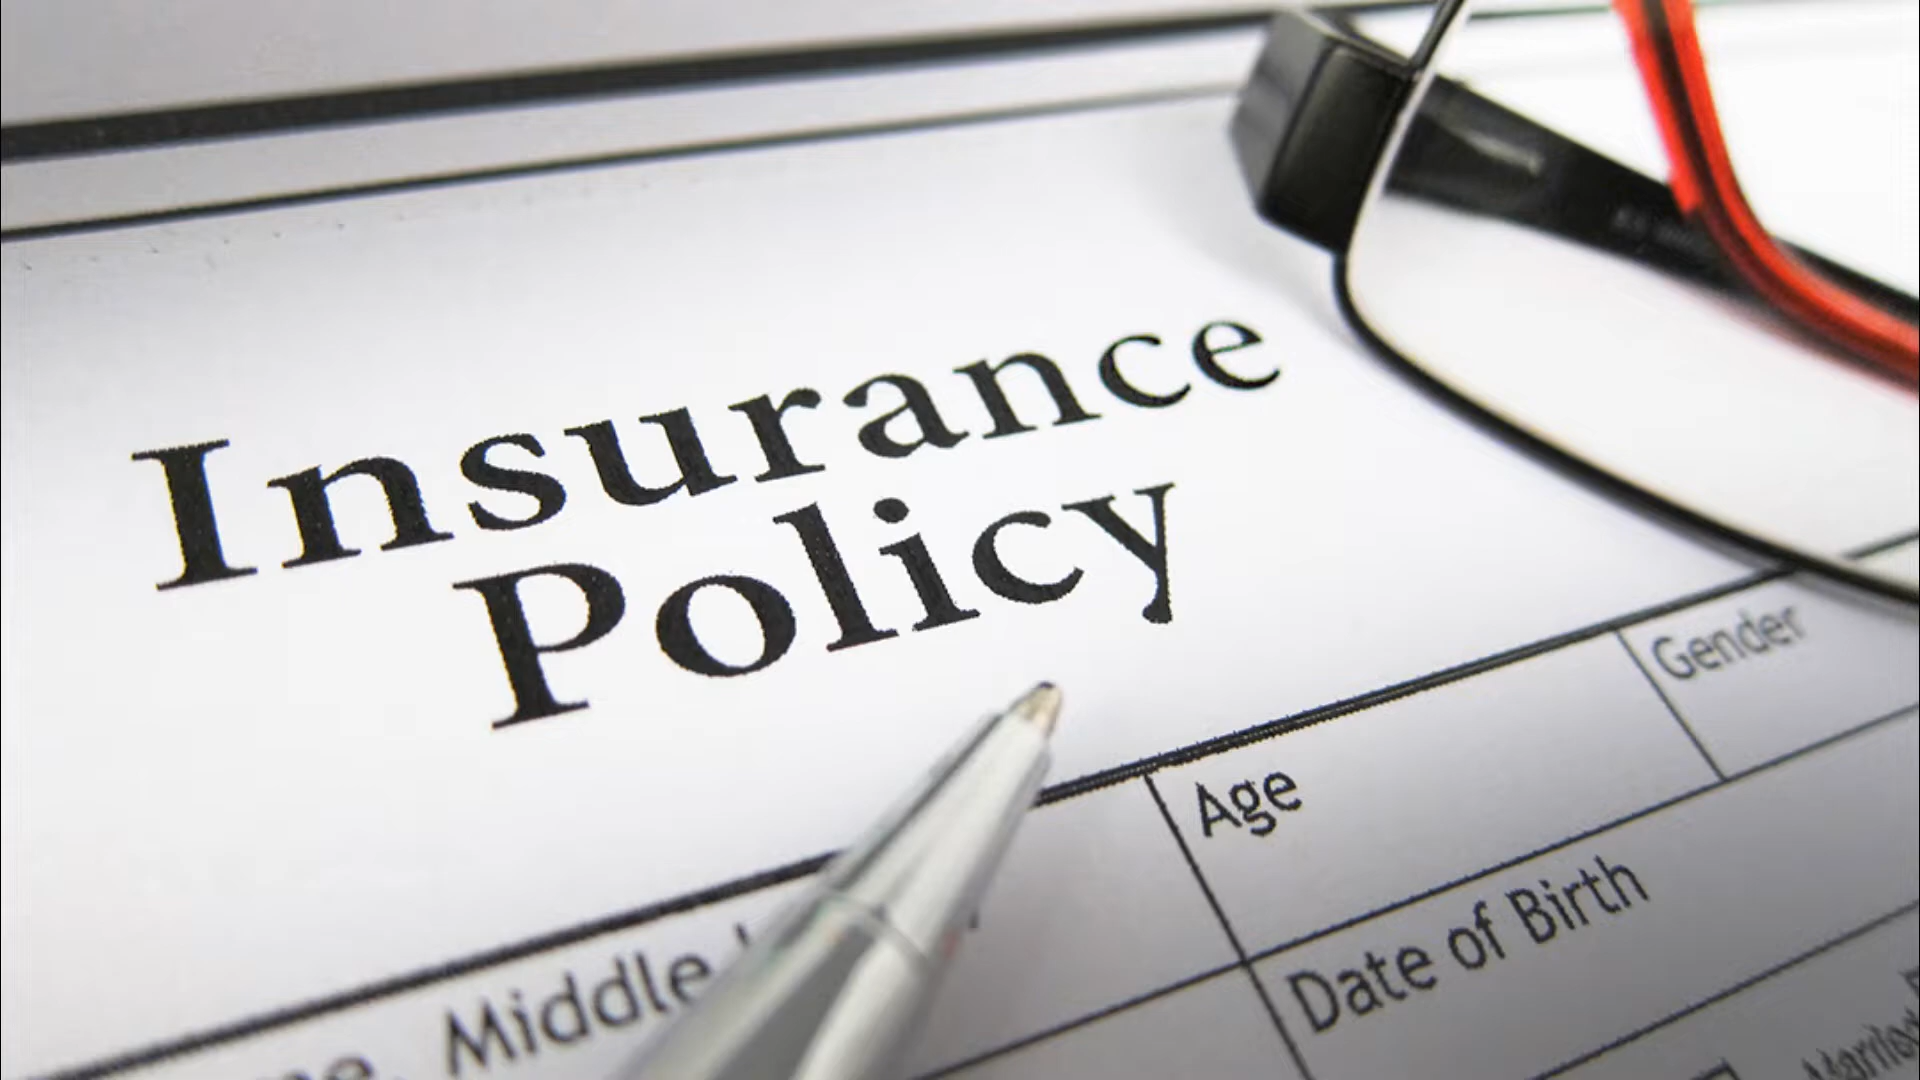 Insurance
Policy
Gender
Age
Date of Birth
Middle